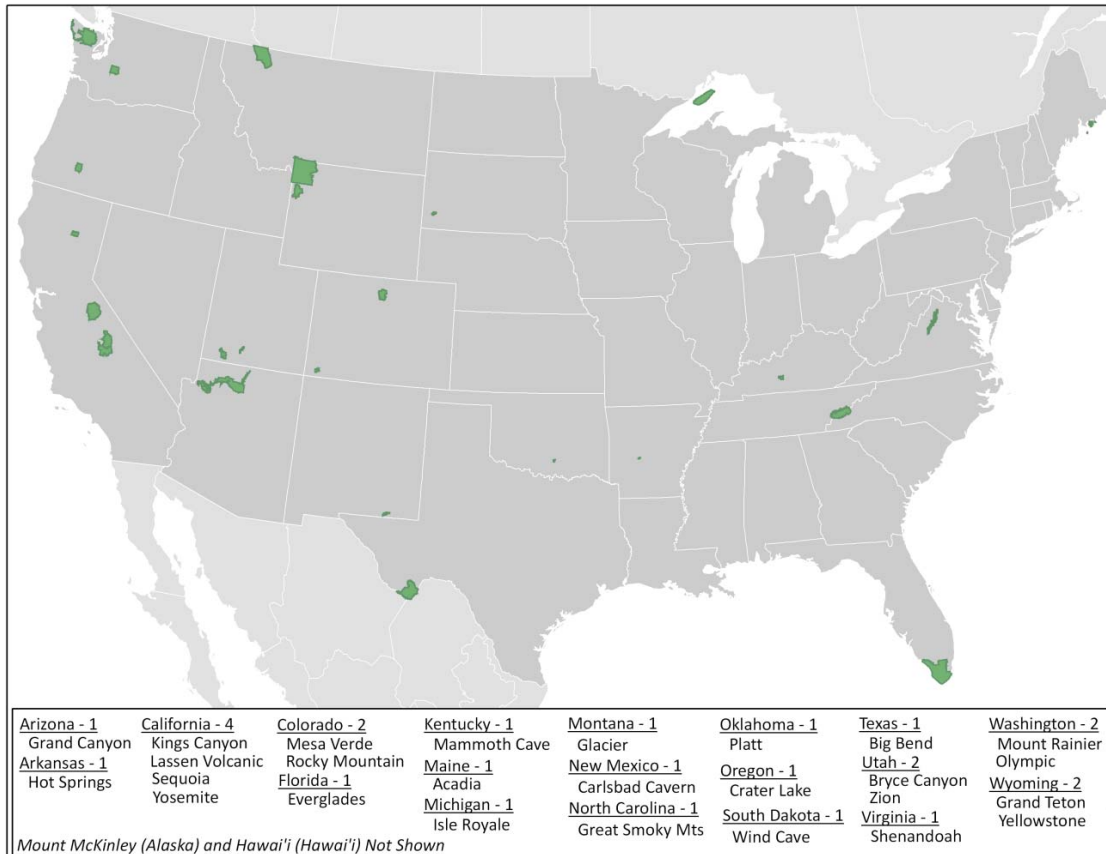 Arizona - 1
Grand Canyon
Arkansas - 1
Hot Springs
California - 4
Kings Canyon
Lassen Volcanic
Sequoia
Yosemite
Colorado - 2
Mesa Verde
Rocky Mountain
Florida - 1
Everglades
Kentucky - 1
Mammoth Cave
Maine - 1
Acadia
Michigan - 1
Isle Royale
Montana - 1
Glacier
New Mexico - 1
Carlsbad Cavern
North Carolina - 1
Great Smoky Mts
Oklahoma - 1
Platt
Oregon - 1
Crater Lake
South Dakota - 1
Wind Cave
Texas - 1
Big Bend
Utah - 2
Bryce Canyon
Zion
Virginia - 1
Shenandoah
Washington - 2
Mount Rainier
Olympic
Wyoming - 2
Grand Teton
Yellowstone
Mount McKinley (Alaska) and Hawai'i (Hawai'i) Not Shown